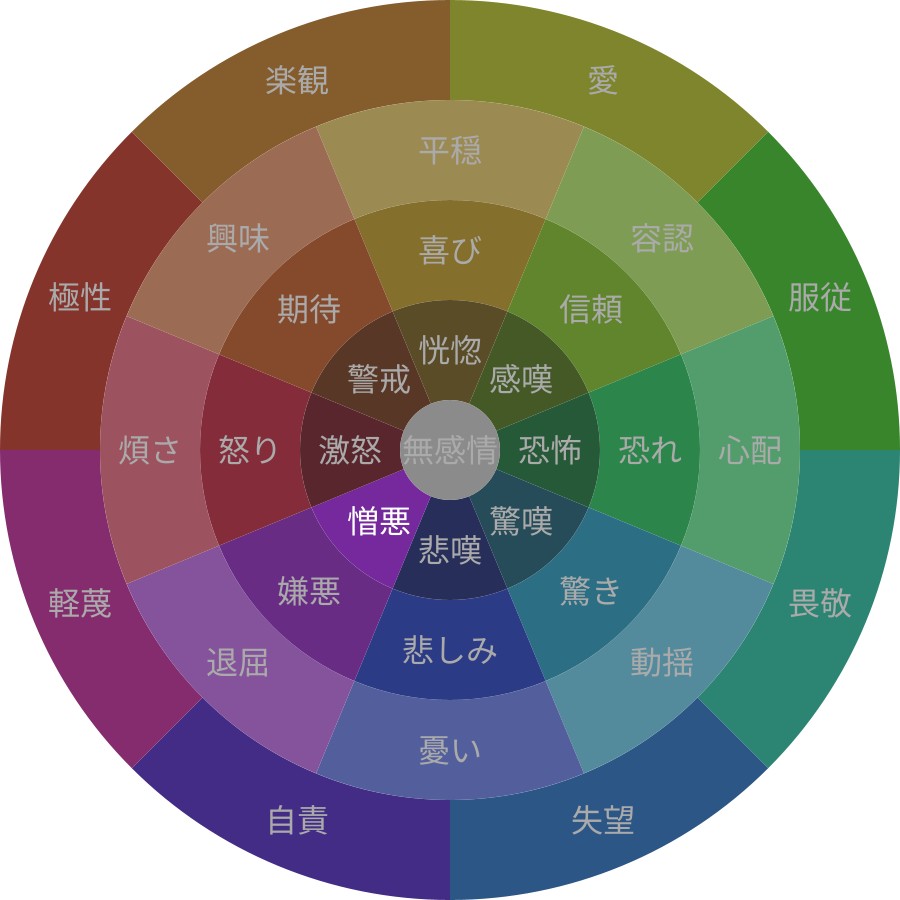 楽観
愛
平穏
興味
容認
喜び
極性
服従
期待
信頼
恍惚
警戒
感嘆
煩さ
怒り
激怒
無感情
恐怖
恐れ
心配
憎悪
驚嘆
悲嘆
嫌悪
驚き
軽蔑
畏敬
悲しみ
退屈
動揺
憂い
自責
失望